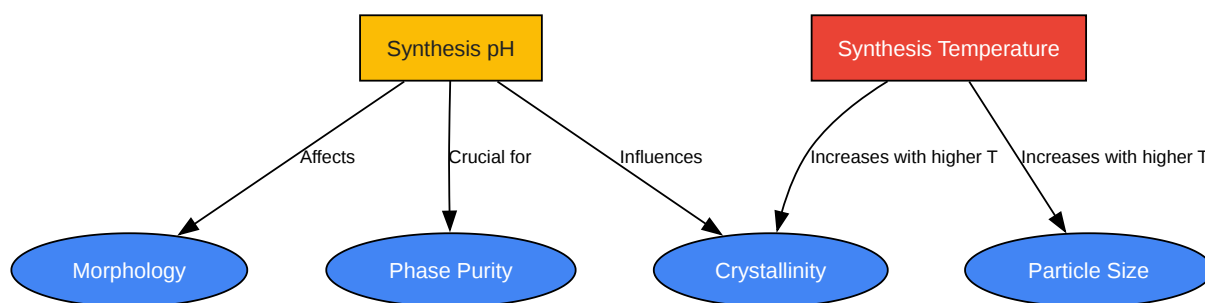 Synthesis pH
Synthesis Temperature
Affects
Crucial for
Influences
Increases with higher T
Increases with higher T
Morphology
Phase Purity
Crystallinity
Particle Size